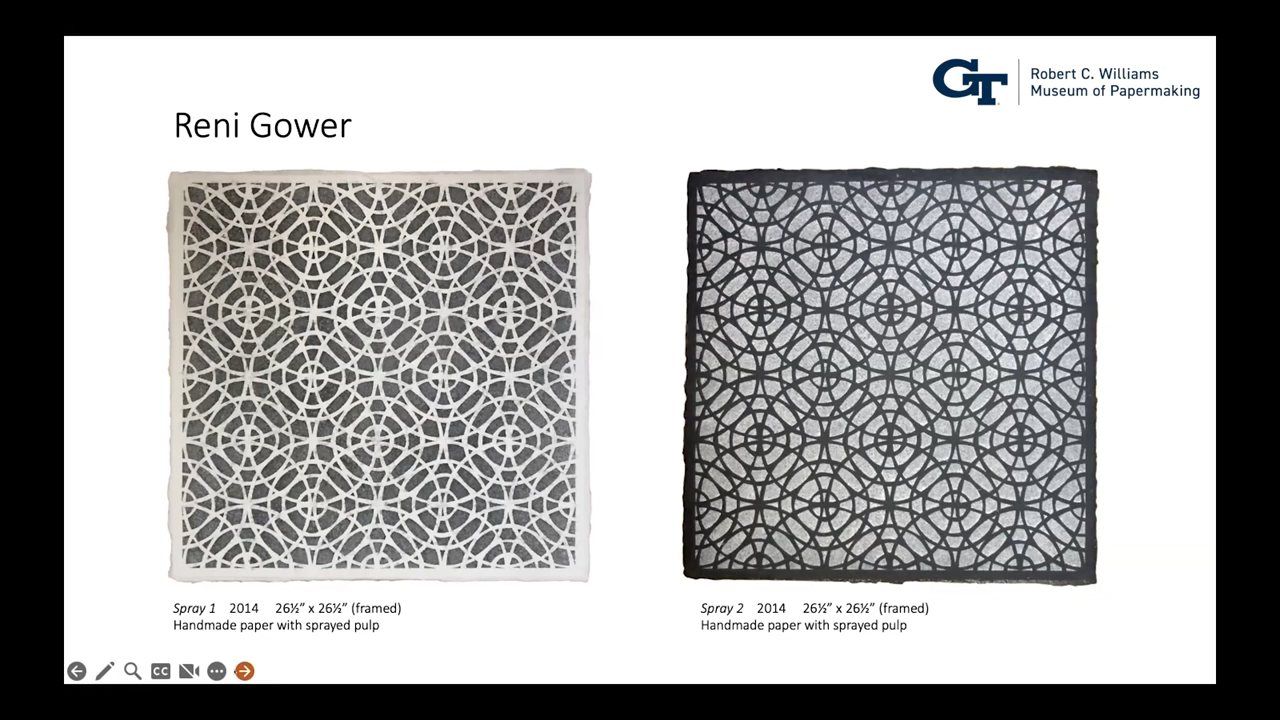 GT
Robert C. Williams
Museum of Papermaking
Reni Gower
Spray 1 2014 26½” x 26½” (framed)
Handmade paper with sprayed pulp
Spray 2 2014 26½” x 26½” (framed)
Handmade paper with sprayed pulp
CC